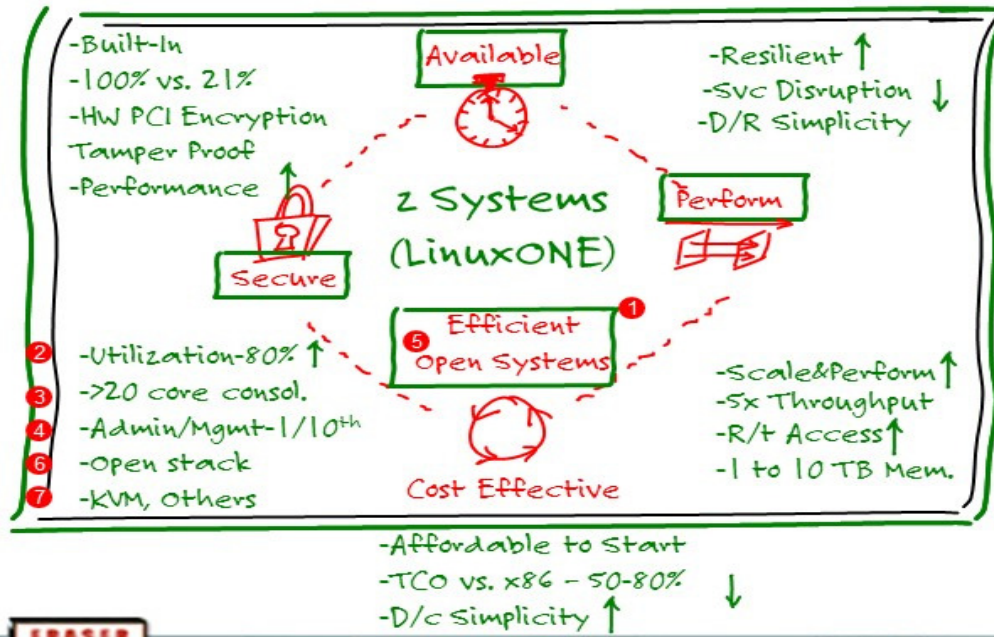 -Built-In
-100% vs. 21%
-HW PCI Encryption
Tamper Proof
-Performance
Available
-Resilient
-Svc Disruption
-D/R Simplicity
z Systems
(LinuxONE)
Secure
Perform
1
5
Efficient
Open Systems
2
-Utilization-80%
3
->20 core consol.
4
-Admin/Mgmt-1/10th
6
-Open stack
7
-KVM, Others
Cost Effective
-Scale&Perform
-5x Throughput
-R/t Access
-1 to 10 TB Mem.
-Affordable to Start
-TCO vs. x86 - 50-80%
-D/c Simplicity
ERASER